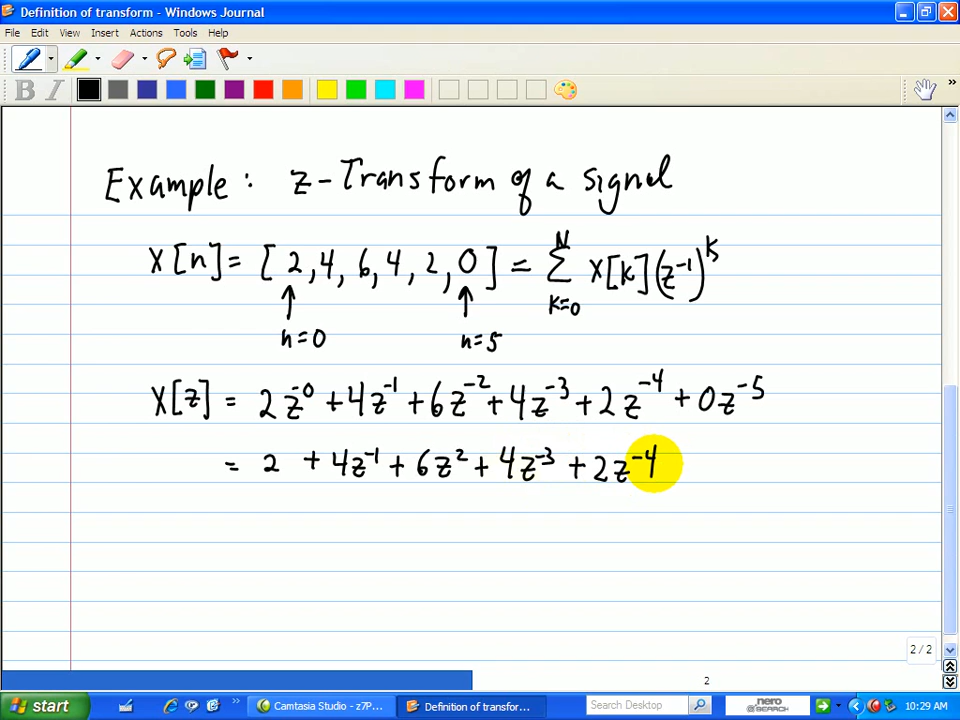 Definition of transform - Windows Journal
File Edit View Insert Actions Tools Help
B I
Example: z-Transform of a signal
X[n] = [2,4,6,4,2,0] = Σ X[k](z⁻¹)ᵏ
N
k=0
n=0 n=5
X[z] = 2z⁻⁰ + 4z⁻¹ + 6z⁻² + 4z⁻³ + 2z⁻⁴ + 0z⁻⁵
= 2 + 4z⁻¹ + 6z² + 4z⁻³ + 2z⁻⁴
2 / 2
2
start Camtasia Studio - z7P... Definition of transfor... Search Desktop nero @SEARCH 10:29 AM